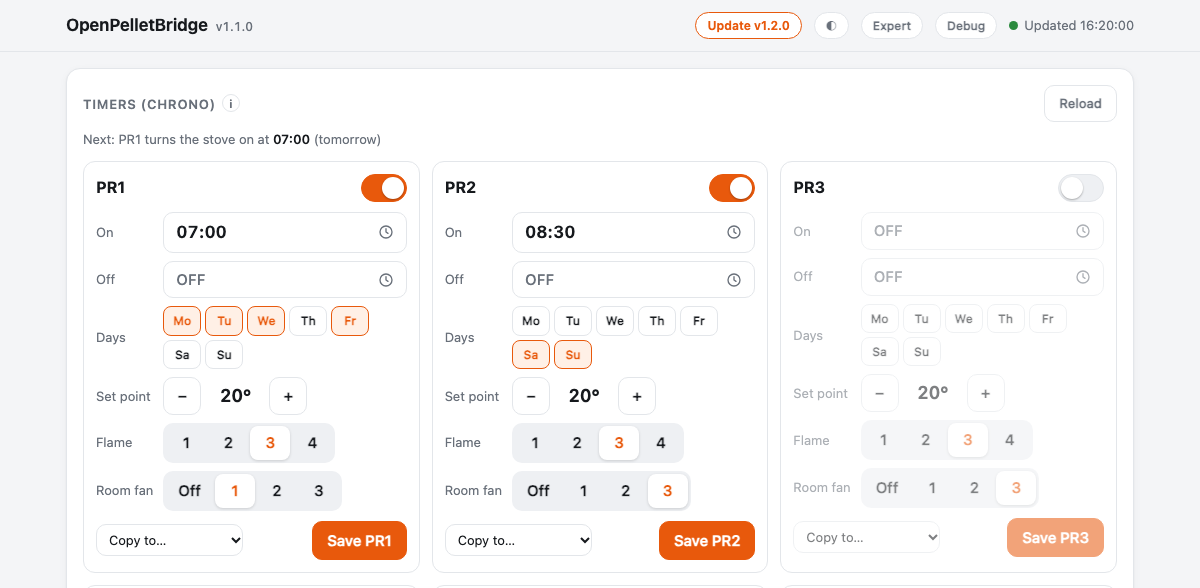 OpenPelletBridge v1.1.0 Update v1.2.0 Expert Debug Updated 16:20:00
TIMERS (CHRONO) i Reload
Next: PR1 turns the stove on at 07:00 (tomorrow)
PR1
On 07:00
Off OFF
Days Mo Tu We Th Fr
Sa Su
Set point − 20° +
Flame 1 2 3 4
Room fan Off 1 2 3
Copy to... Save PR1
PR2
On 08:30
Off OFF
Days Mo Tu We Th Fr
Sa Su
Set point − 20° +
Flame 1 2 3 4
Room fan Off 1 2 3
Copy to... Save PR2
PR3
On OFF
Off OFF
Days Mo Tu We Th Fr
Sa Su
Set point − 20° +
Flame 1 2 3 4
Room fan Off 1 2 3
Copy to... Save PR3